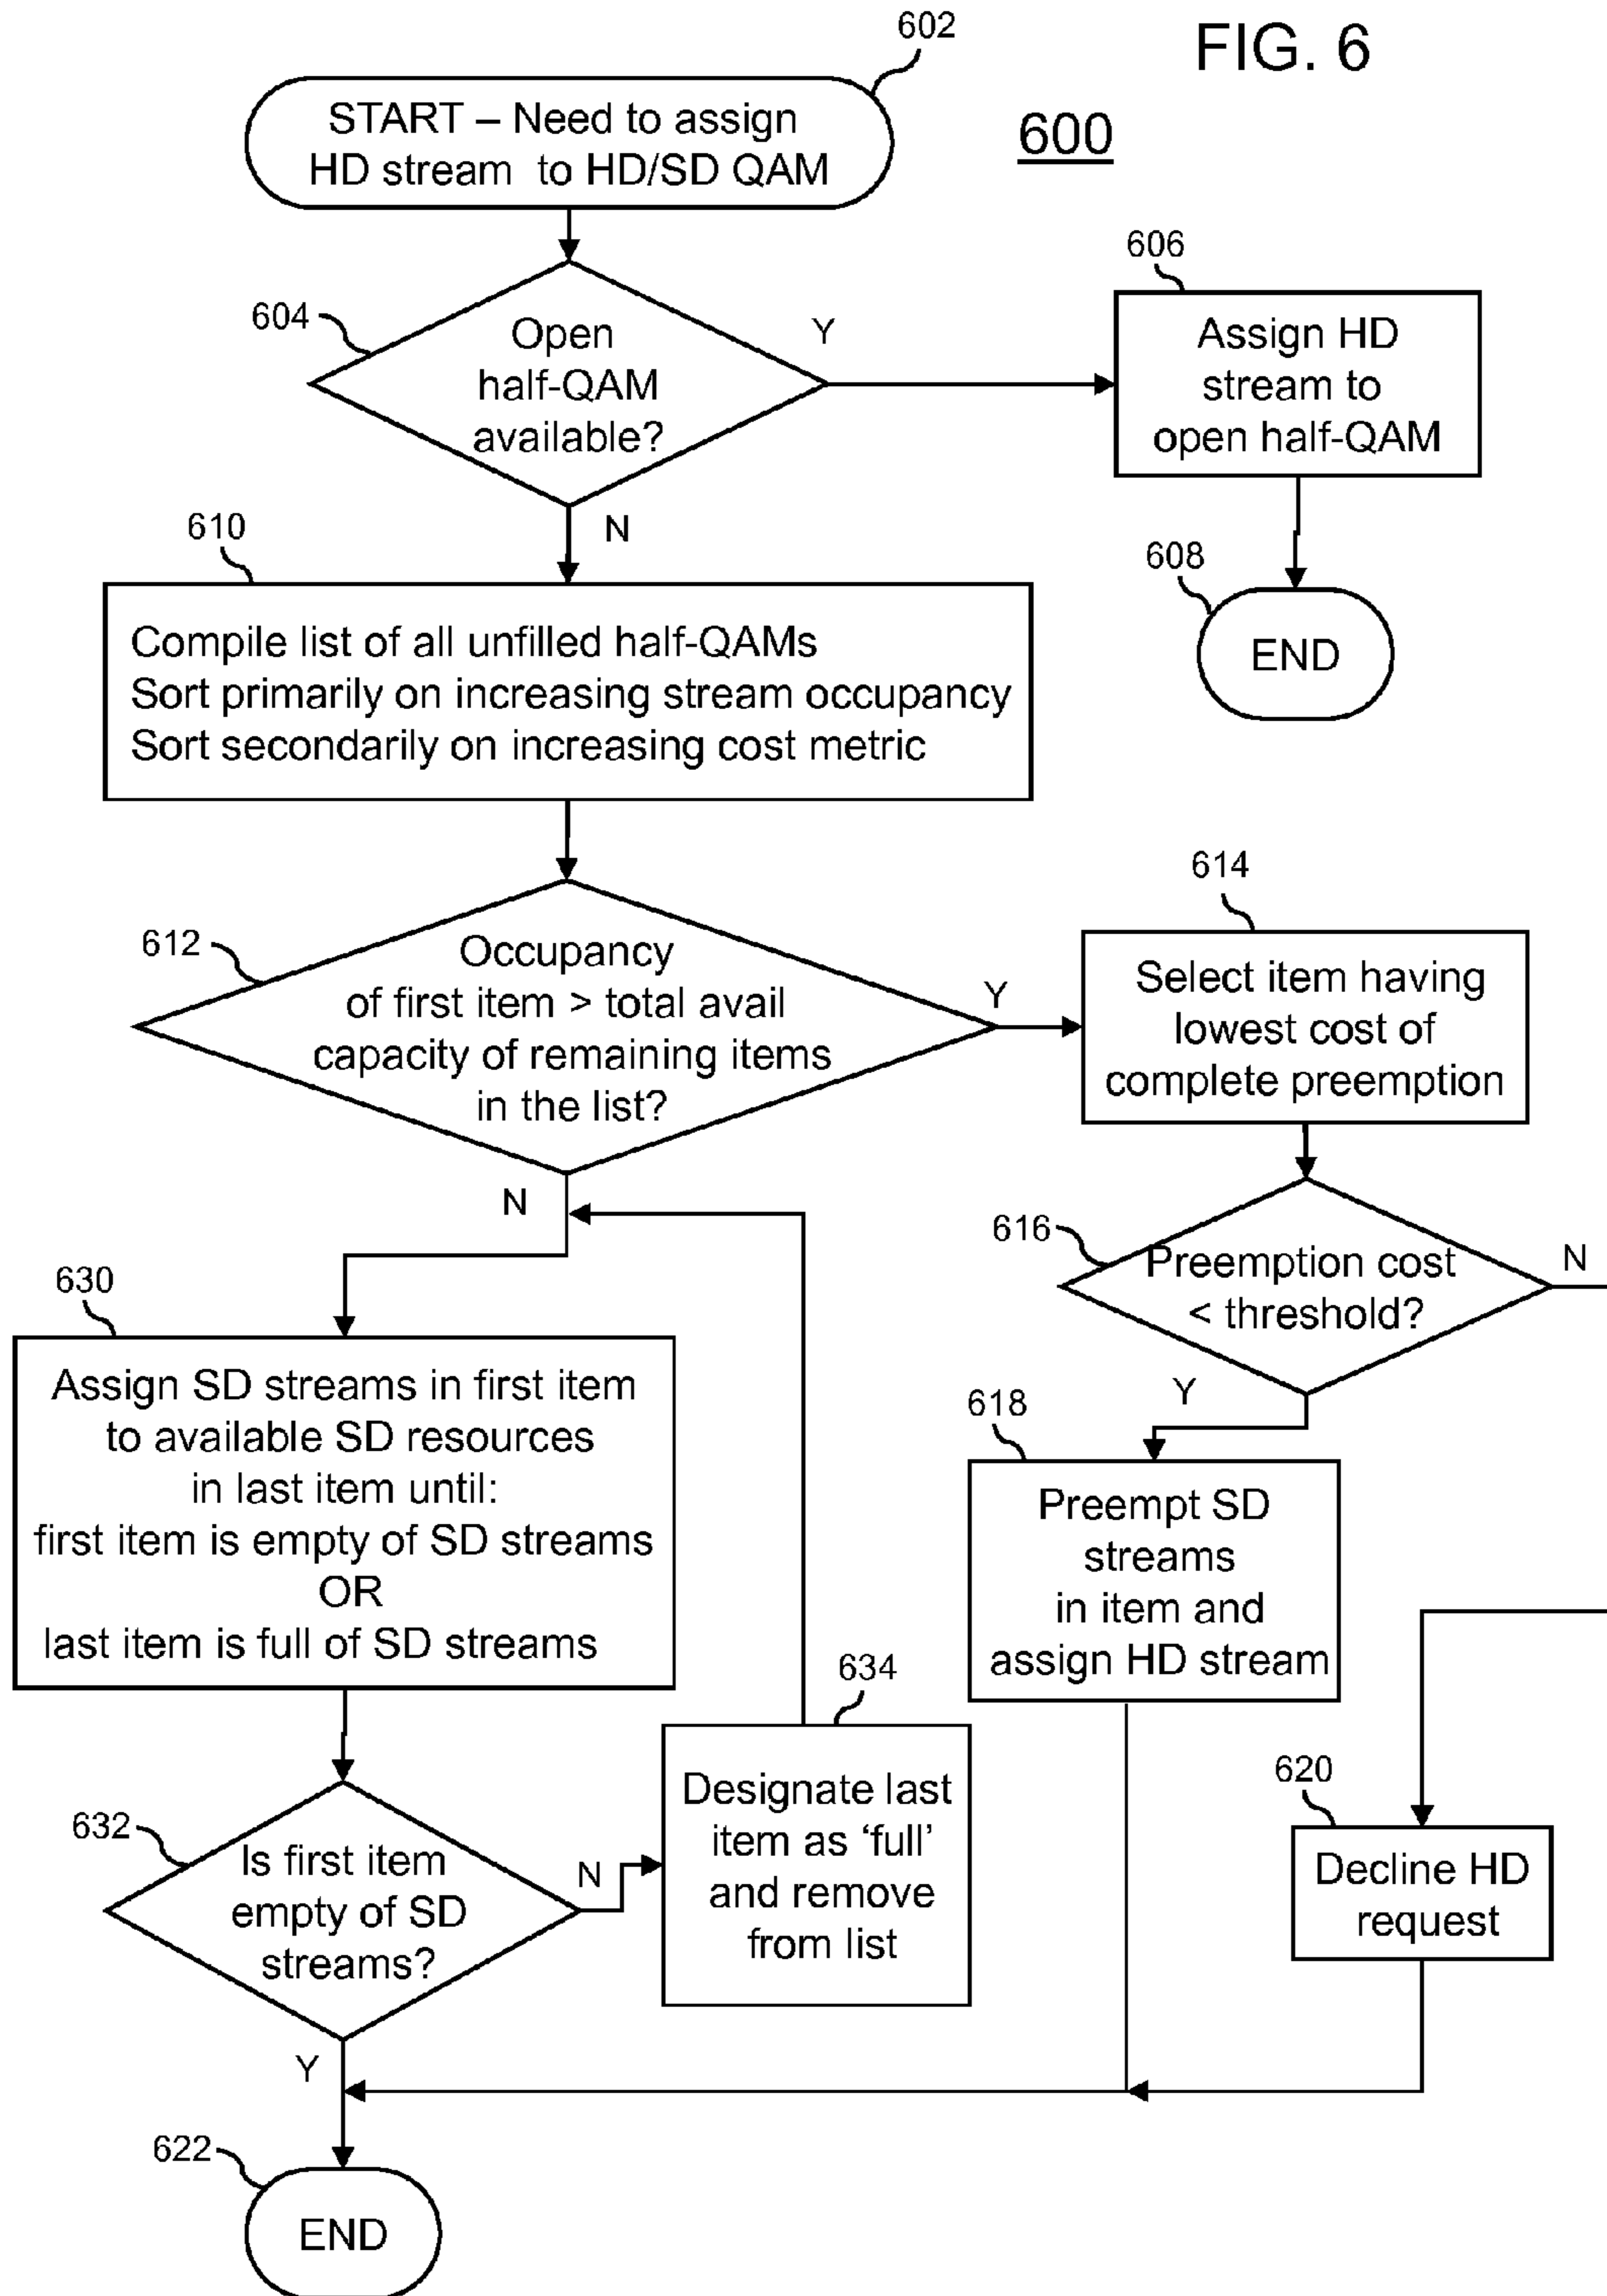 FIG. 6
600
602
START – Need to assign
HD stream to HD/SD QAM
604
Open
half-QAM
available?
Y
N
606
Assign HD
stream to
open half-QAM
608
END
610
Compile list of all unfilled half-QAMs
Sort primarily on increasing stream occupancy
Sort secondarily on increasing cost metric
612
Occupancy
of first item > total avail
capacity of remaining items
in the list?
Y
N
614
Select item having
lowest cost of
complete preemption
616
Preemption cost
< threshold?
N
Y
618
Preempt SD
streams
in item and
assign HD stream
620
Decline HD
request
630
Assign SD streams in first item
to available SD resources
in last item until:
first item is empty of SD streams
OR
last item is full of SD streams
632
Is first item
empty of SD
streams?
N
Y
634
Designate last
item as ‘full’
and remove
from list
622
END